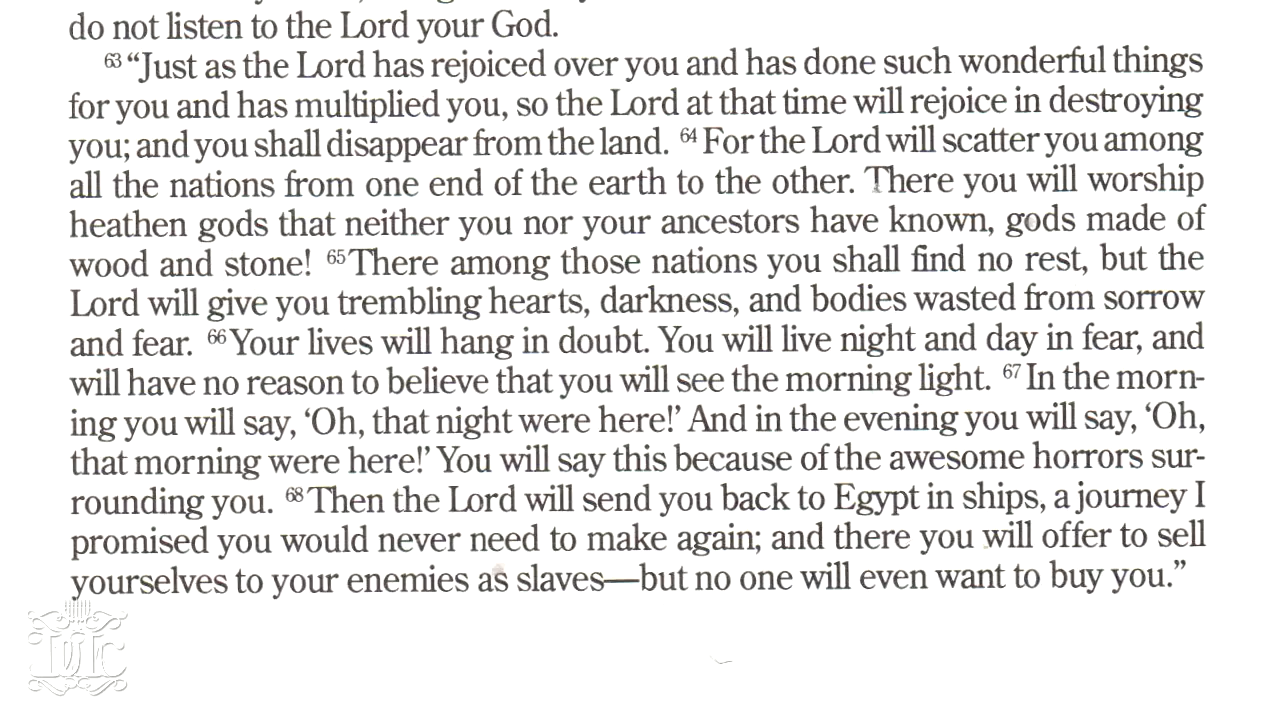 do not listen to the Lord your God.
63 “Just as the Lord has rejoiced over you and has done such wonderful things
for you and has multiplied you, so the Lord at that time will rejoice in destroying
you; and you shall disappear from the land. 64 For the Lord will scatter you among
all the nations from one end of the earth to the other. There you will worship
heathen gods that neither you nor your ancestors have known, gods made of
wood and stone! 65 There among those nations you shall find no rest, but the
Lord will give you trembling hearts, darkness, and bodies wasted from sorrow
and fear. 66 Your lives will hang in doubt. You will live night and day in fear, and
will have no reason to believe that you will see the morning light. 67 In the morn-
ing you will say, ‘Oh, that night were here!’ And in the evening you will say, ‘Oh,
that morning were here!’ You will say this because of the awesome horrors sur-
rounding you. 68 Then the Lord will send you back to Egypt in ships, a journey I
promised you would never need to make again; and there you will offer to sell
yourselves to your enemies as slaves—but no one will even want to buy you.”